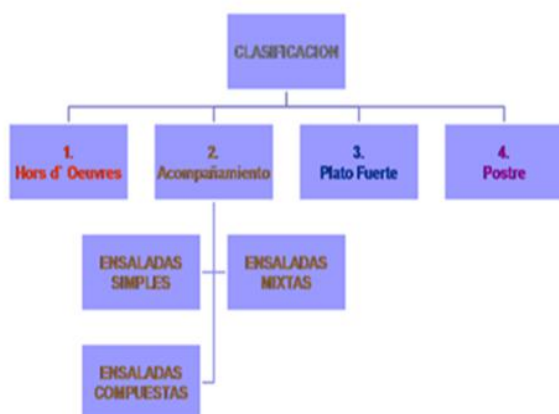 CLASIFICACION
1.
Hors d` Oeuvres
2.
Acompañamiento
3.
Plato Fuerte
4.
Postre
ENSALADAS
SIMPLES
ENSALADAS
MIXTAS
ENSALADAS
COMPUESTAS